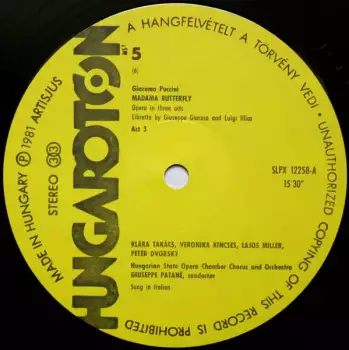 A HANGFELVÉTELT A TÖRVÉNY VÉDI · UNAUTHORIZED COPYING OF THIS RECORD IS PROHIBITED
MADE IN HUNGARY Ⓟ 1981 ARTISJUS
STEREO 33
HUNGAROTON
5
(6)
Giacomo Puccini
MADAMA BUTTERFLY
Opera in three acts
Libretto by Giuseppe Giacosa and Luigi Illica
Act 3
SLPX 12258-A
15'30"
KLÁRA TAKÁCS, VERONIKA KINCSES, LAJOS MILLER,
PETER DVORSKÝ
Hungarian State Opera Chamber Chorus and Orchestra
GIUSEPPE PATANÉ, conductor
Sung in Italian